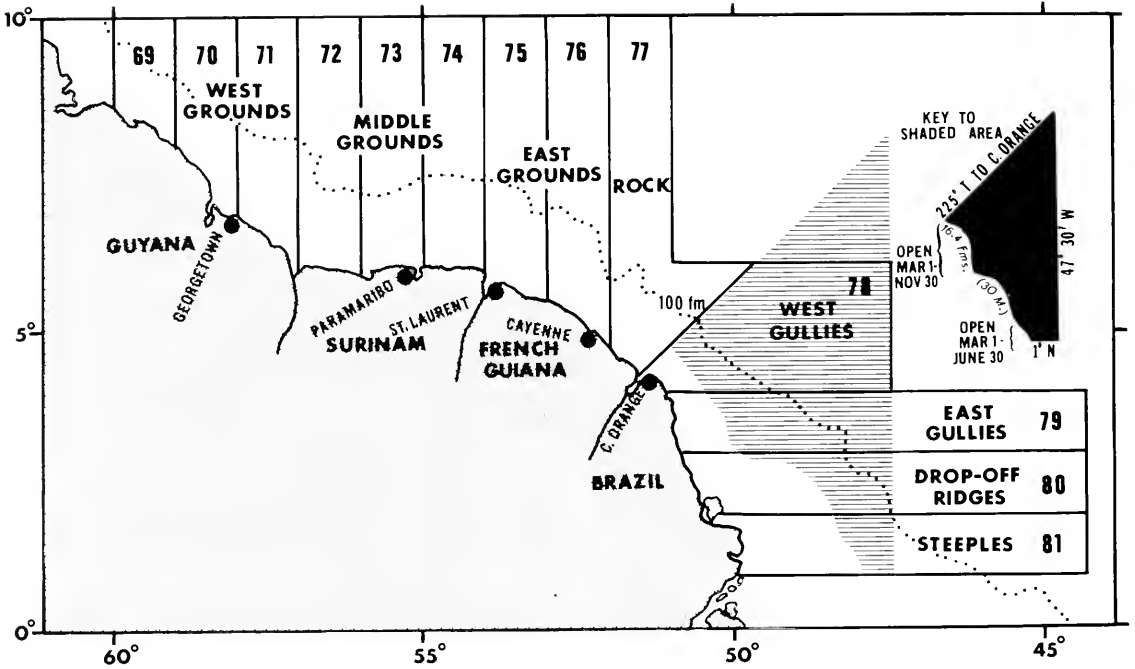 10°
69 70 71 72 73 74 75 76 77
WEST
GROUNDS
MIDDLE
GROUNDS
EAST
GROUNDS
ROCK
KEY TO
SHADED AREA
225° T TO C. ORANGE
16.4 fms.
(30 M.)
47° 30' W
OPEN
MAR 1-
NOV 30
OPEN
MAR 1-
JUNE 30
1° N
GUYANA
GEORGETOWN
PARAMARIBO
SURINAM
ST. LAURENT
CAYENNE
FRENCH
GUIANA
C. ORANGE
BRAZIL
100 fm
78
WEST
GULLIES
EAST
GULLIES
79
DROP-OFF
RIDGES
80
STEEPLES 81
5°
0°
60° 55° 50° 45°